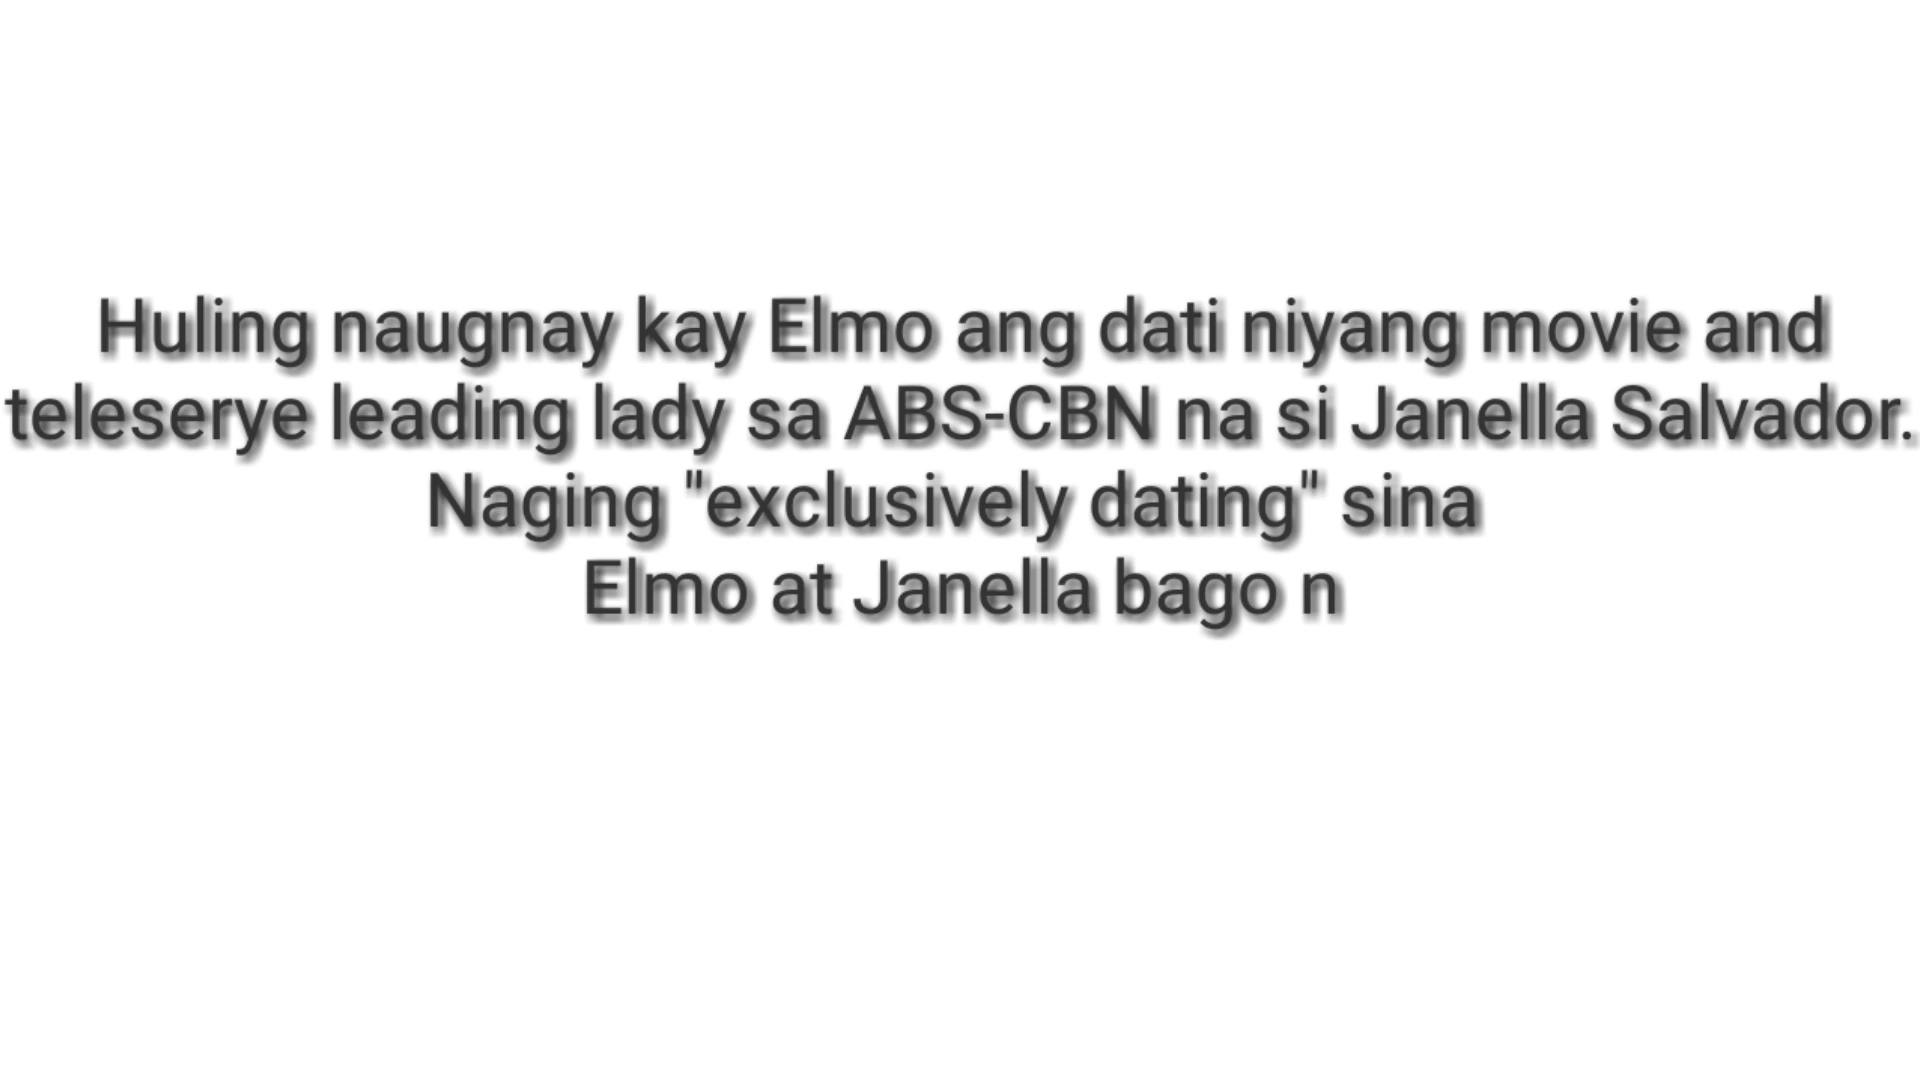 Huling naugnay kay Elmo ang dati niyang movie and
teleserye leading lady sa ABS-CBN na si Janella Salvador.
Naging "exclusively dating" sina
Elmo at Janella bago n